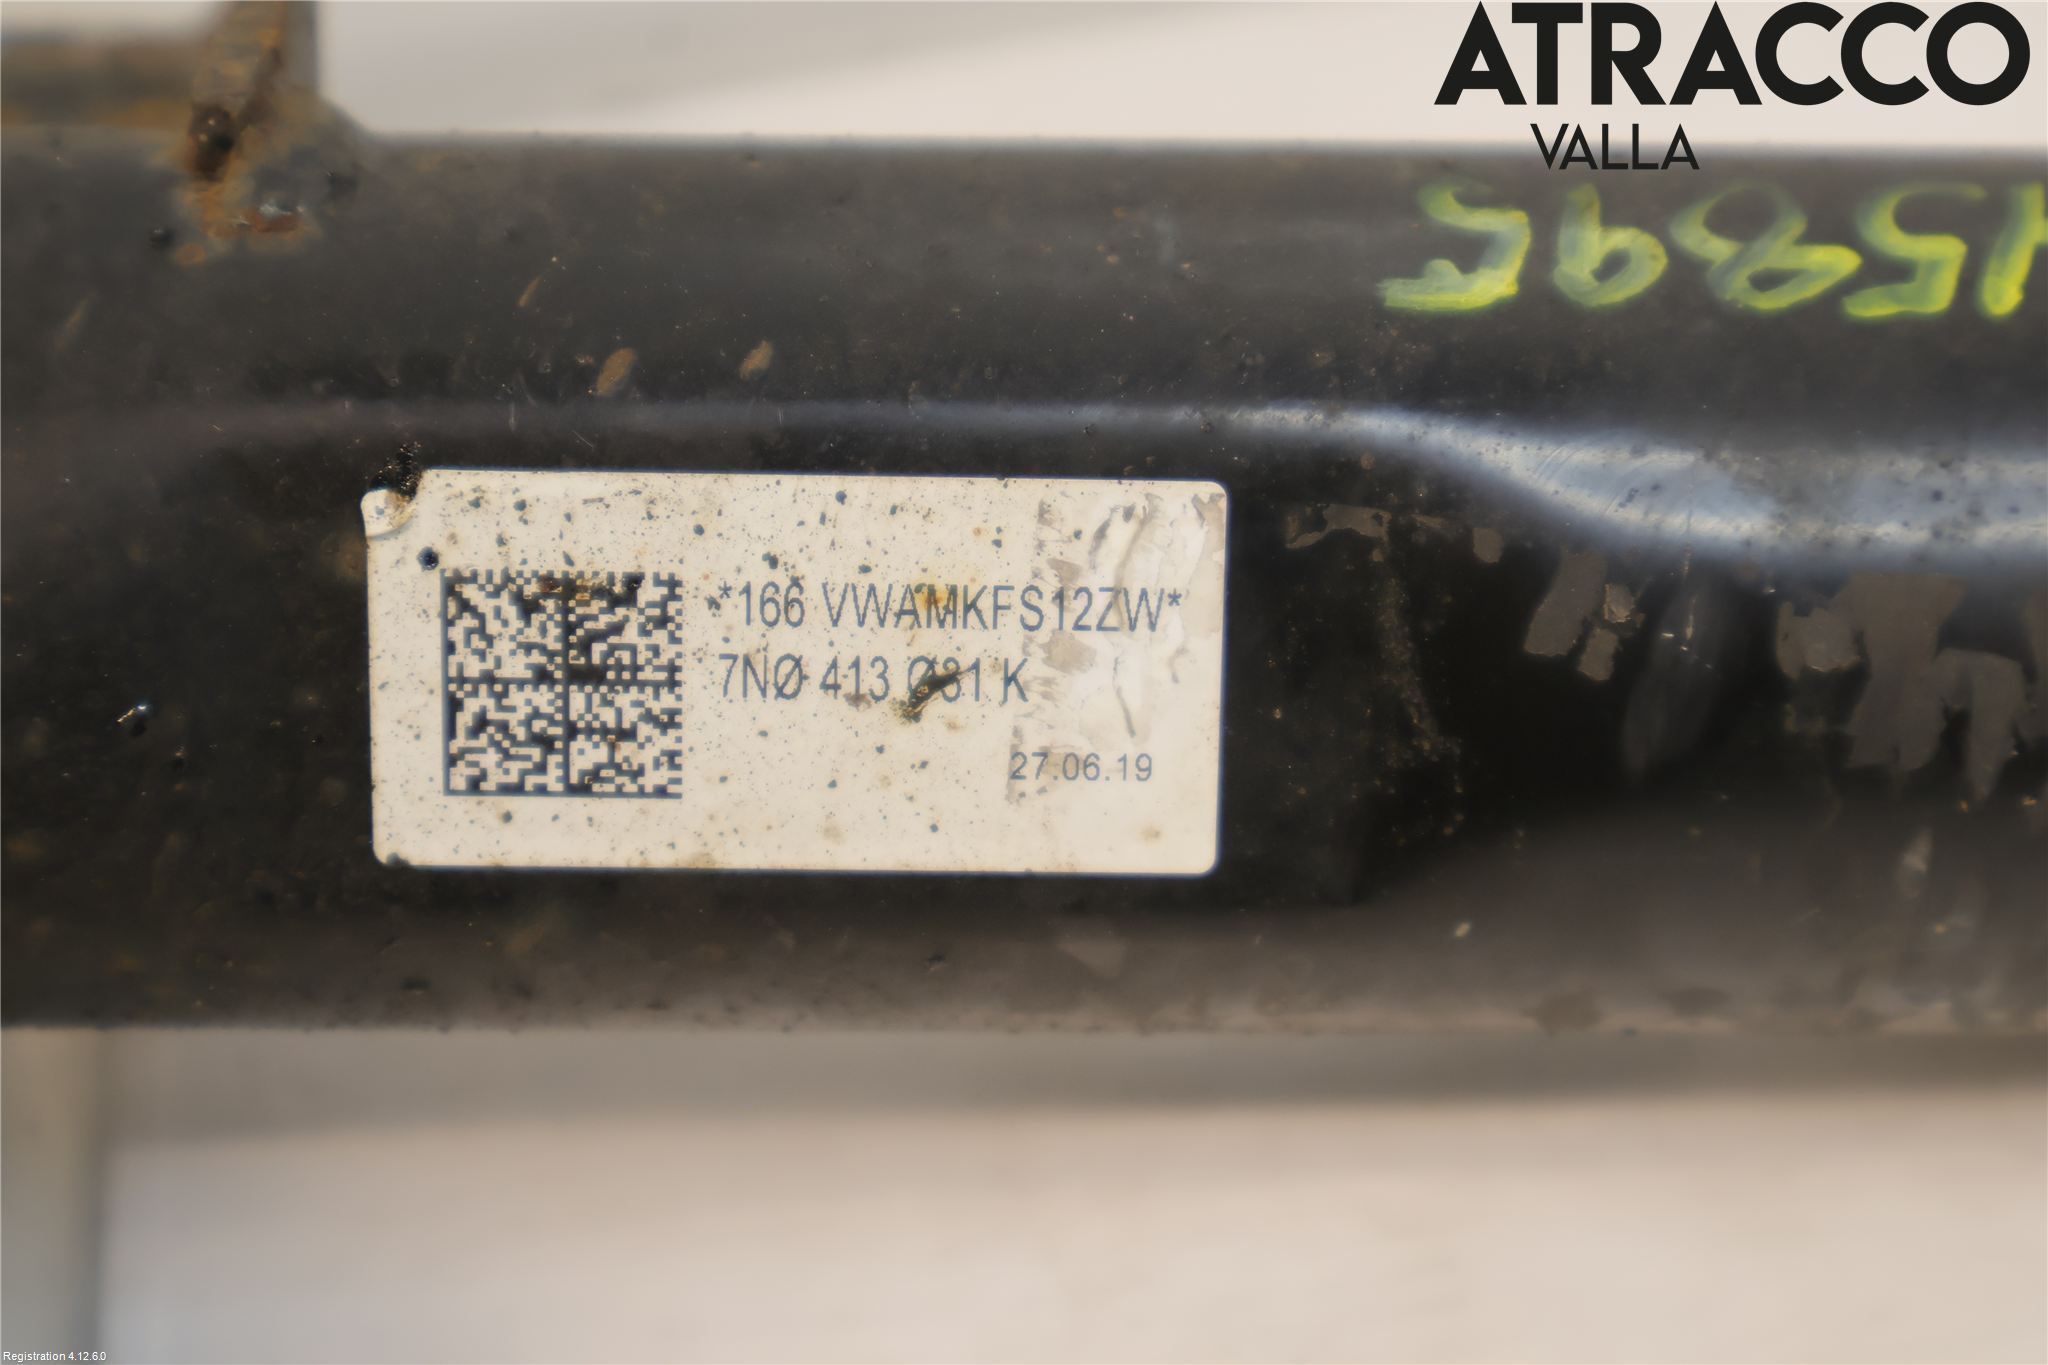 ATRACCO
VALLA
*166 VWAMKFS12ZW*
7NØ 413 Ø31 K
27.06.19
Registration 4.12.6.0